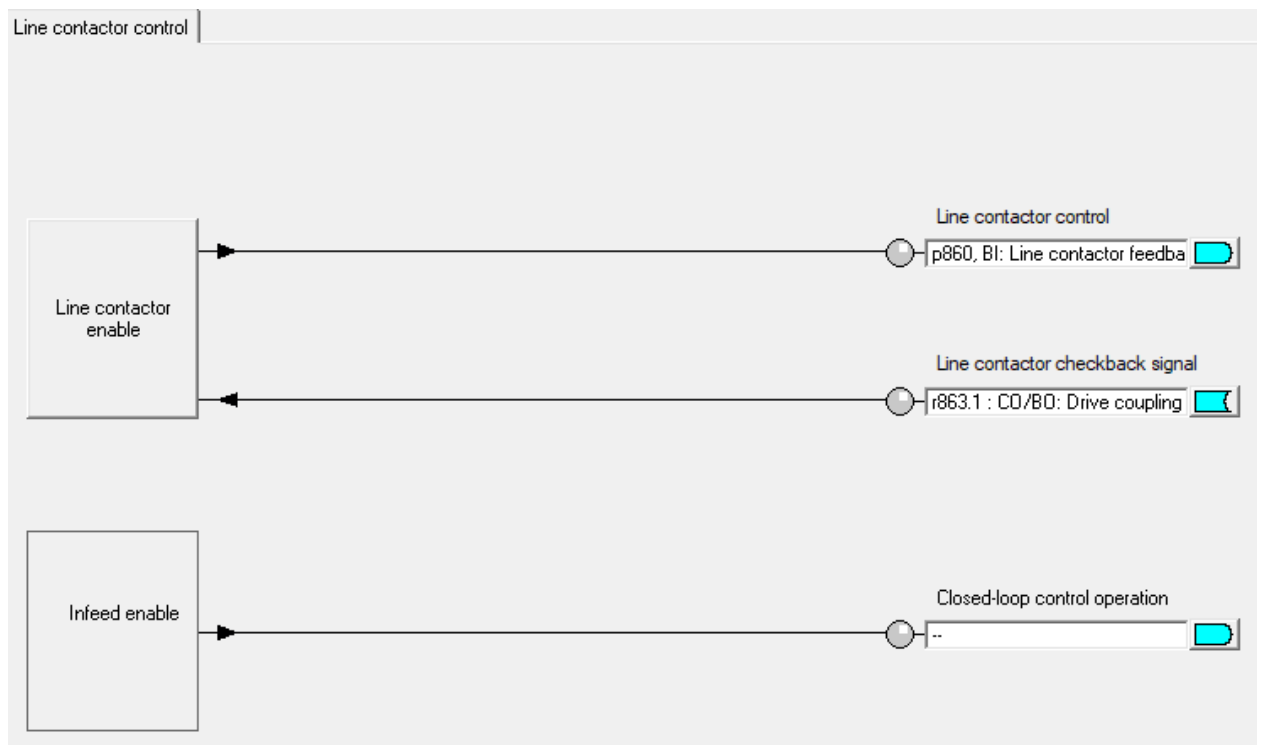 Line contactor control
Line contactor control
p860, BI: Line contactor feedba
Line contactor
enable
Line contactor checkback signal
r863.1 : CO/BO: Drive coupling
Infeed enable
Closed-loop control operation
--